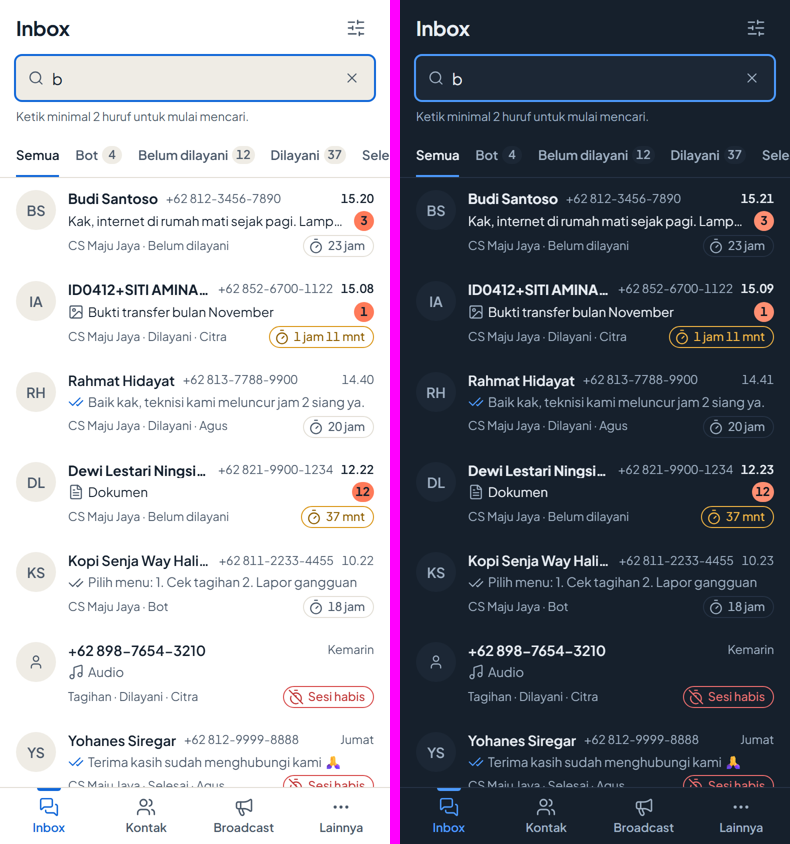 Inbox
b
Ketik minimal 2 huruf untuk mulai mencari.
Semua Bot 4 Belum dilayani 12 Dilayani 37 Sele
BS Budi Santoso +62 812-3456-7890 15.20
Kak, internet di rumah mati sejak pagi. Lamp... 3
CS Maju Jaya · Belum dilayani 23 jam
IA ID0412+SITI AMINA... +62 852-6700-1122 15.08
Bukti transfer bulan November 1
CS Maju Jaya · Dilayani · Citra 1 jam 11 mnt
RH Rahmat Hidayat +62 813-7788-9900 14.40
Baik kak, teknisi kami meluncur jam 2 siang ya.
CS Maju Jaya · Dilayani · Agus 20 jam
DL Dewi Lestari Ningsi... +62 821-9900-1234 12.22
Dokumen 12
CS Maju Jaya · Belum dilayani 37 mnt
KS Kopi Senja Way Hali... +62 811-2233-4455 10.22
Pilih menu: 1. Cek tagihan 2. Lapor gangguan
CS Maju Jaya · Bot 18 jam
+62 898-7654-3210 Kemarin
Audio
Tagihan · Dilayani · Citra Sesi habis
YS Yohanes Siregar +62 812-9999-8888 Jumat
Terima kasih sudah menghubungi kami 🙏
CS Maju Jaya · Selesai · Agus Sesi habis
Inbox Kontak Broadcast Lainnya
Inbox
b
Ketik minimal 2 huruf untuk mulai mencari.
Semua Bot 4 Belum dilayani 12 Dilayani 37 Sele
BS Budi Santoso +62 812-3456-7890 15.21
Kak, internet di rumah mati sejak pagi. Lamp... 3
CS Maju Jaya · Belum dilayani 23 jam
IA ID0412+SITI AMINA... +62 852-6700-1122 15.09
Bukti transfer bulan November 1
CS Maju Jaya · Dilayani · Citra 1 jam 11 mnt
RH Rahmat Hidayat +62 813-7788-9900 14.41
Baik kak, teknisi kami meluncur jam 2 siang ya.
CS Maju Jaya · Dilayani · Agus 20 jam
DL Dewi Lestari Ningsi... +62 821-9900-1234 12.23
Dokumen 12
CS Maju Jaya · Belum dilayani 37 mnt
KS Kopi Senja Way Hali... +62 811-2233-4455 10.23
Pilih menu: 1. Cek tagihan 2. Lapor gangguan
CS Maju Jaya · Bot 18 jam
+62 898-7654-3210 Kemarin
Audio
Tagihan · Dilayani · Citra Sesi habis
YS Yohanes Siregar +62 812-9999-8888 Jumat
Terima kasih sudah menghubungi kami 🙏
CS Maju Jaya · Selesai · Agus Sesi habis
Inbox Kontak Broadcast Lainnya